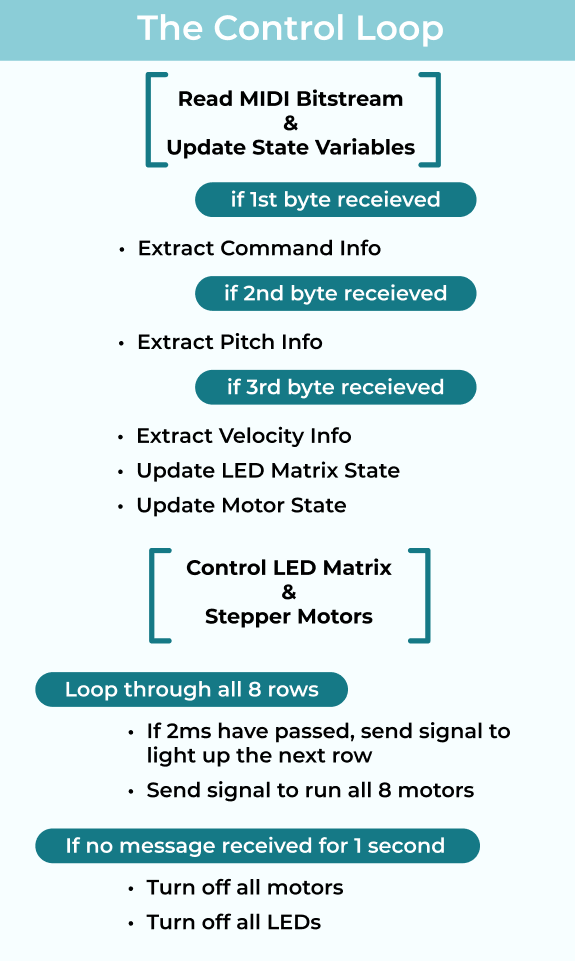 The Control Loop
Read MIDI Bitstream
&
Update State Variables
if 1st byte receieved
• Extract Command Info
if 2nd byte receieved
• Extract Pitch Info
if 3rd byte receieved
• Extract Velocity Info
• Update LED Matrix State
• Update Motor State
Control LED Matrix
&
Stepper Motors
Loop through all 8 rows
• If 2ms have passed, send signal to
light up the next row
• Send signal to run all 8 motors
If no message received for 1 second
• Turn off all motors
• Turn off all LEDs